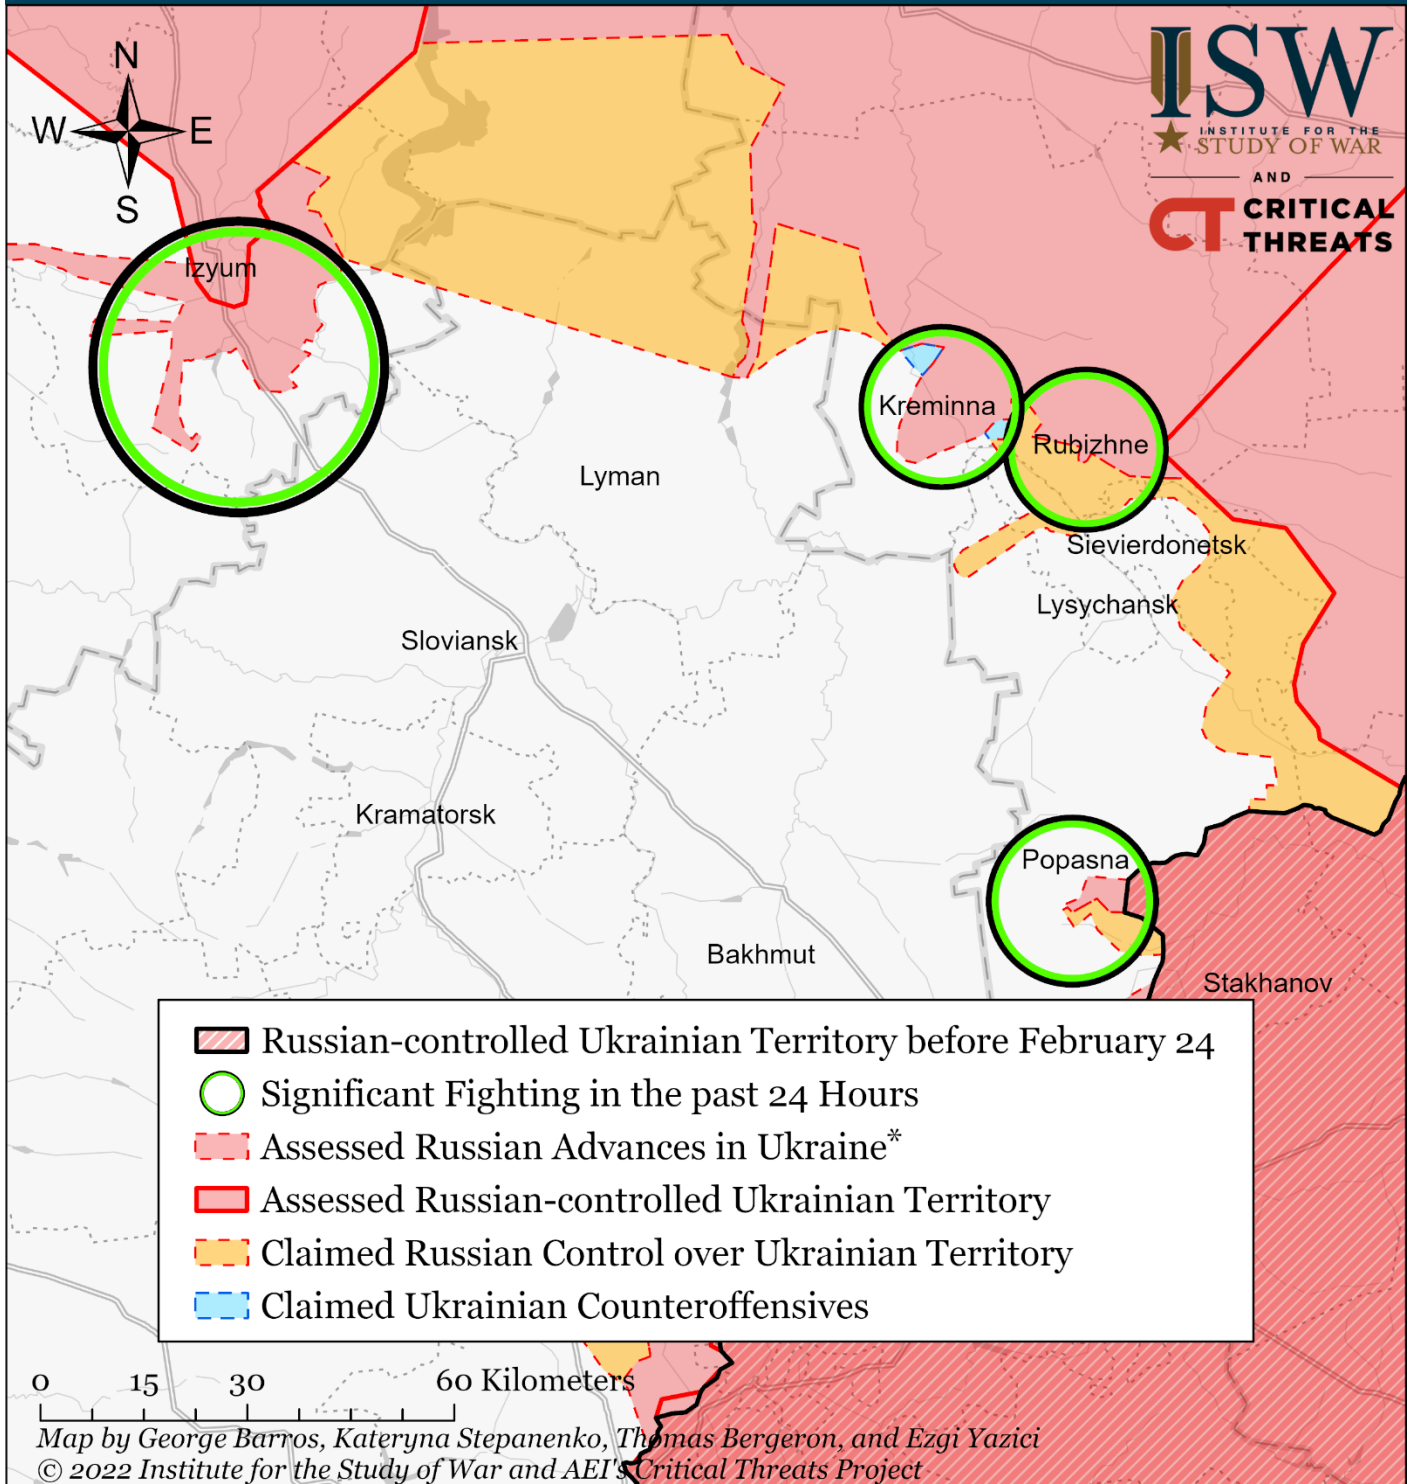 N
W E
S
ISW
INSTITUTE FOR THE
STUDY OF WAR
AND
CT CRITICAL
THREATS
Izyum
Kreminna
Rubizhne
Lyman
Sievierdonetsk
Lysychansk
Sloviansk
Kramatorsk
Popasna
Bakhmut
Stakhanov
Russian-controlled Ukrainian Territory before February 24
Significant Fighting in the past 24 Hours
Assessed Russian Advances in Ukraine*
Assessed Russian-controlled Ukrainian Territory
Claimed Russian Control over Ukrainian Territory
Claimed Ukrainian Counteroffensives
0 15 30 60 Kilometers
Map by George Barros, Kateryna Stepanenko, Thomas Bergeron, and Ezgi Yazici
© 2022 Institute for the Study of War and AEI's Critical Threats Project